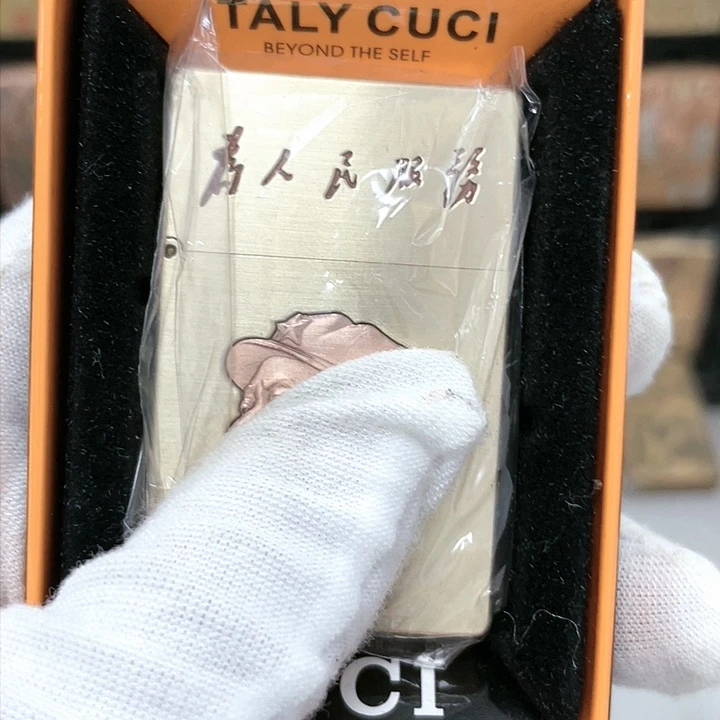 TALY CUCI
BEYOND THE SELF
為人民服務
CI